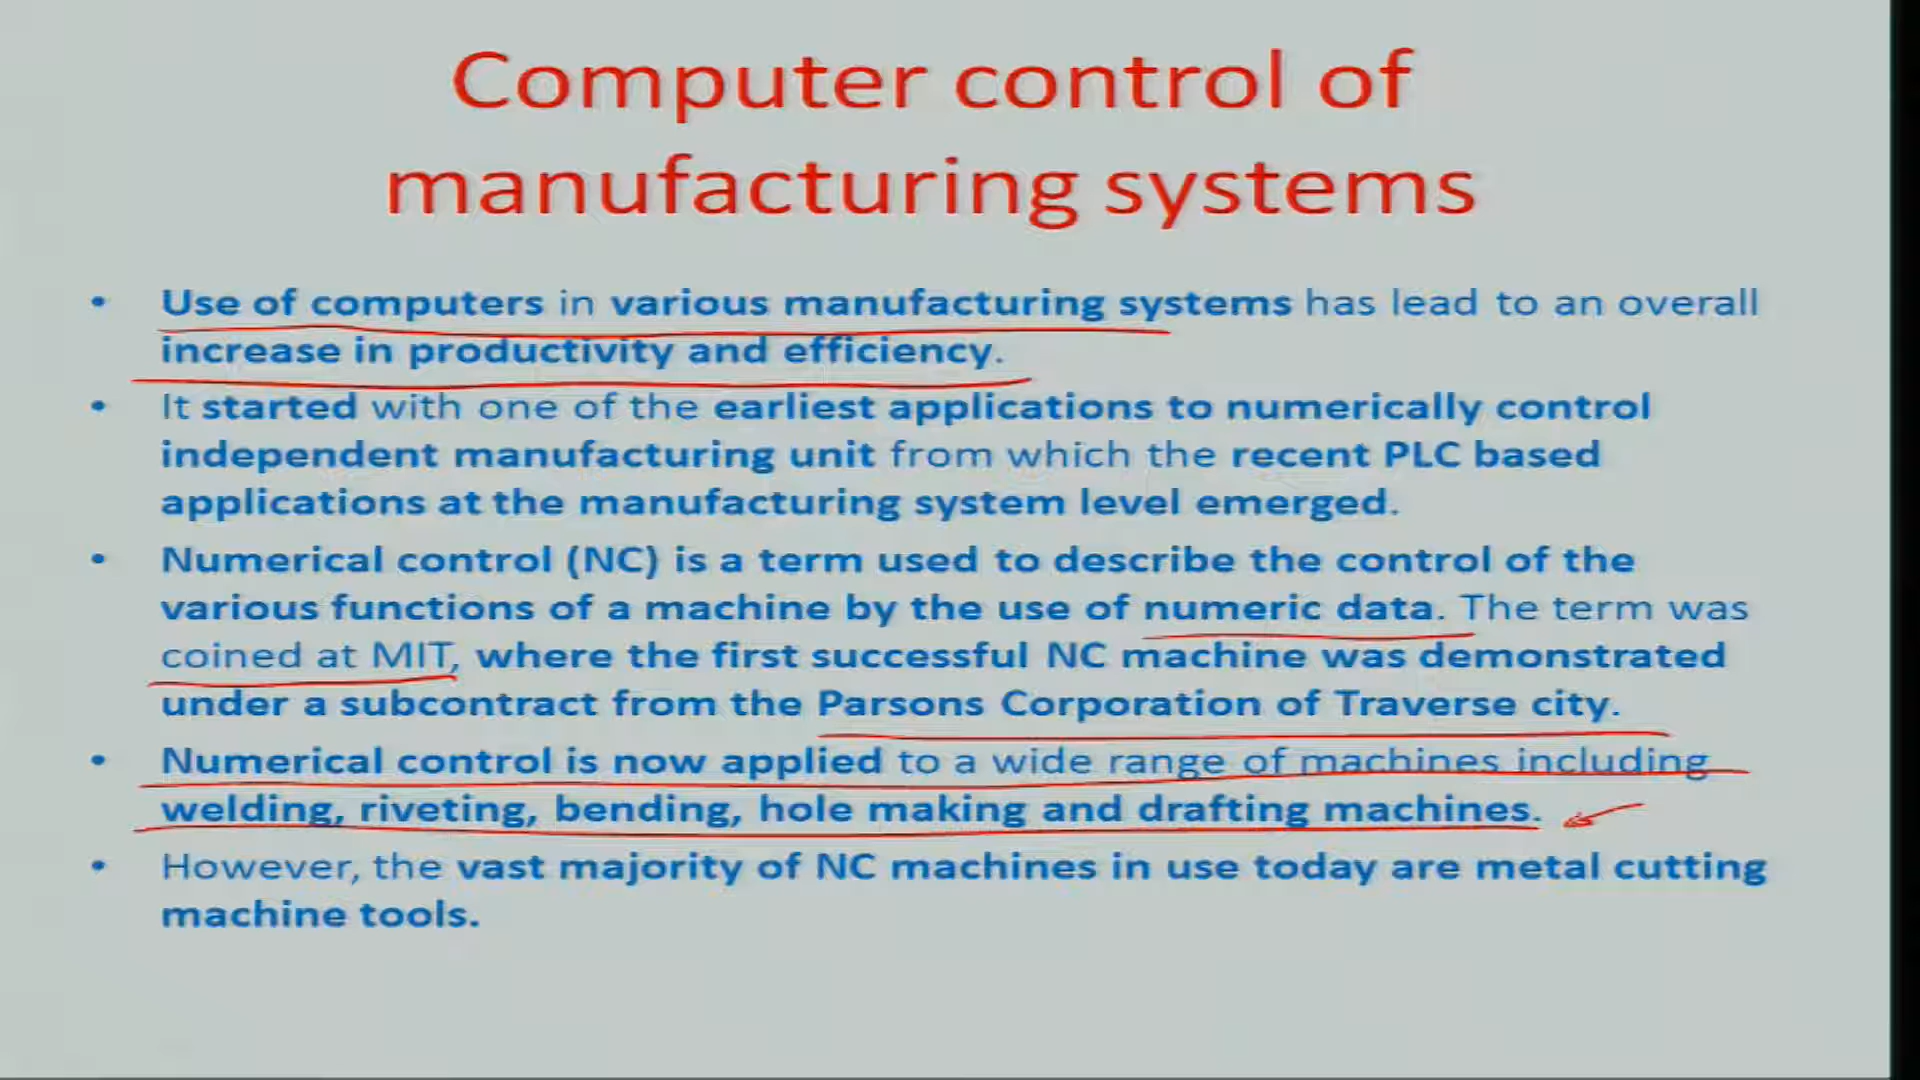 Computer control of
manufacturing systems
• Use of computers in various manufacturing systems has lead to an overall
increase in productivity and efficiency.
• It started with one of the earliest applications to numerically control
independent manufacturing unit from which the recent PLC based
applications at the manufacturing system level emerged.
• Numerical control (NC) is a term used to describe the control of the
various functions of a machine by the use of numeric data. The term was
coined at MIT, where the first successful NC machine was demonstrated
under a subcontract from the Parsons Corporation of Traverse city.
• Numerical control is now applied to a wide range of machines including
welding, riveting, bending, hole making and drafting machines.
• However, the vast majority of NC machines in use today are metal cutting
machine tools.